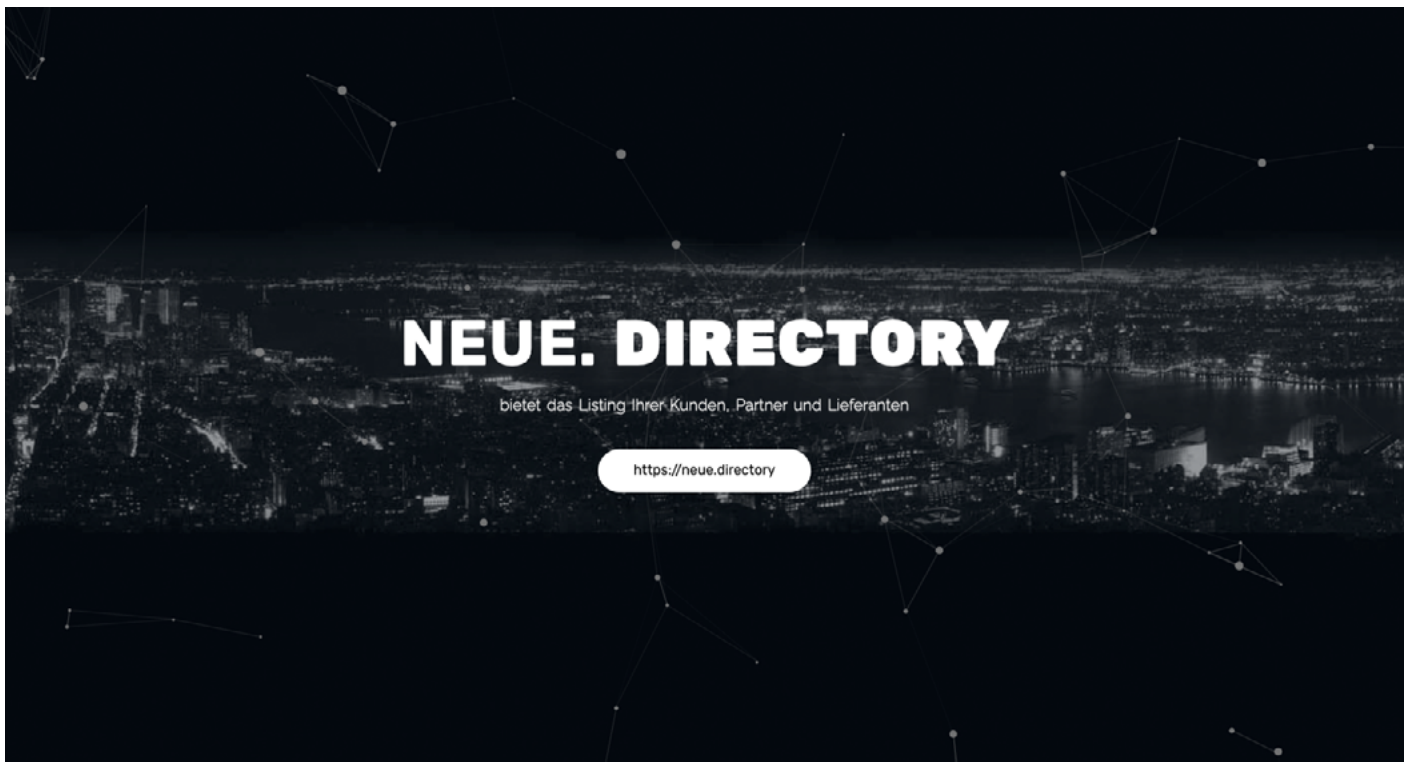 NEUE. DIRECTORY
bietet das Listing Ihrer Kunden, Partner und Lieferanten
https://neue.directory